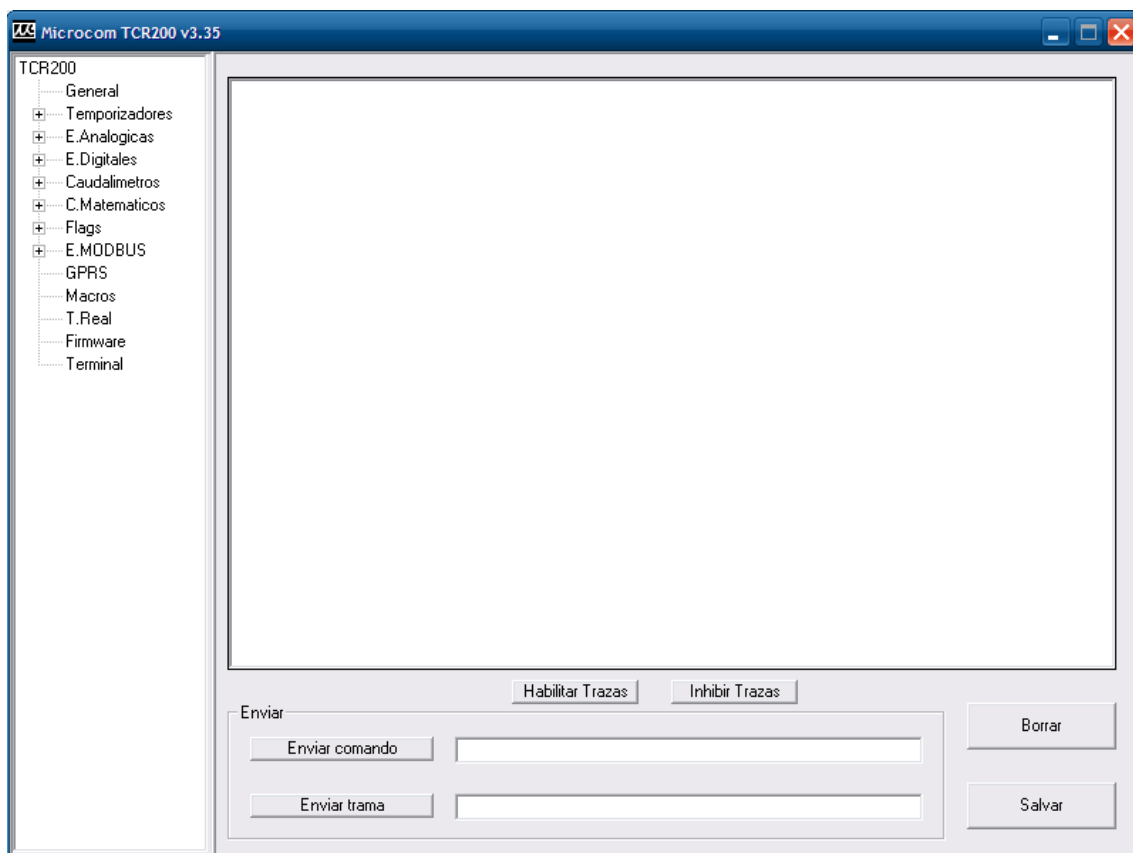 Microcom TCR200 v3.35
TCR200
General
Temporizadores
E.Analogicas
E.Digitales
Caudalimetros
C.Matematicos
Flags
E.MODBUS
GPRS
Macros
T.Real
Firmware
Terminal
Habilitar Trazas Inhibir Trazas
Enviar
Enviar comando
Enviar trama
Borrar
Salvar